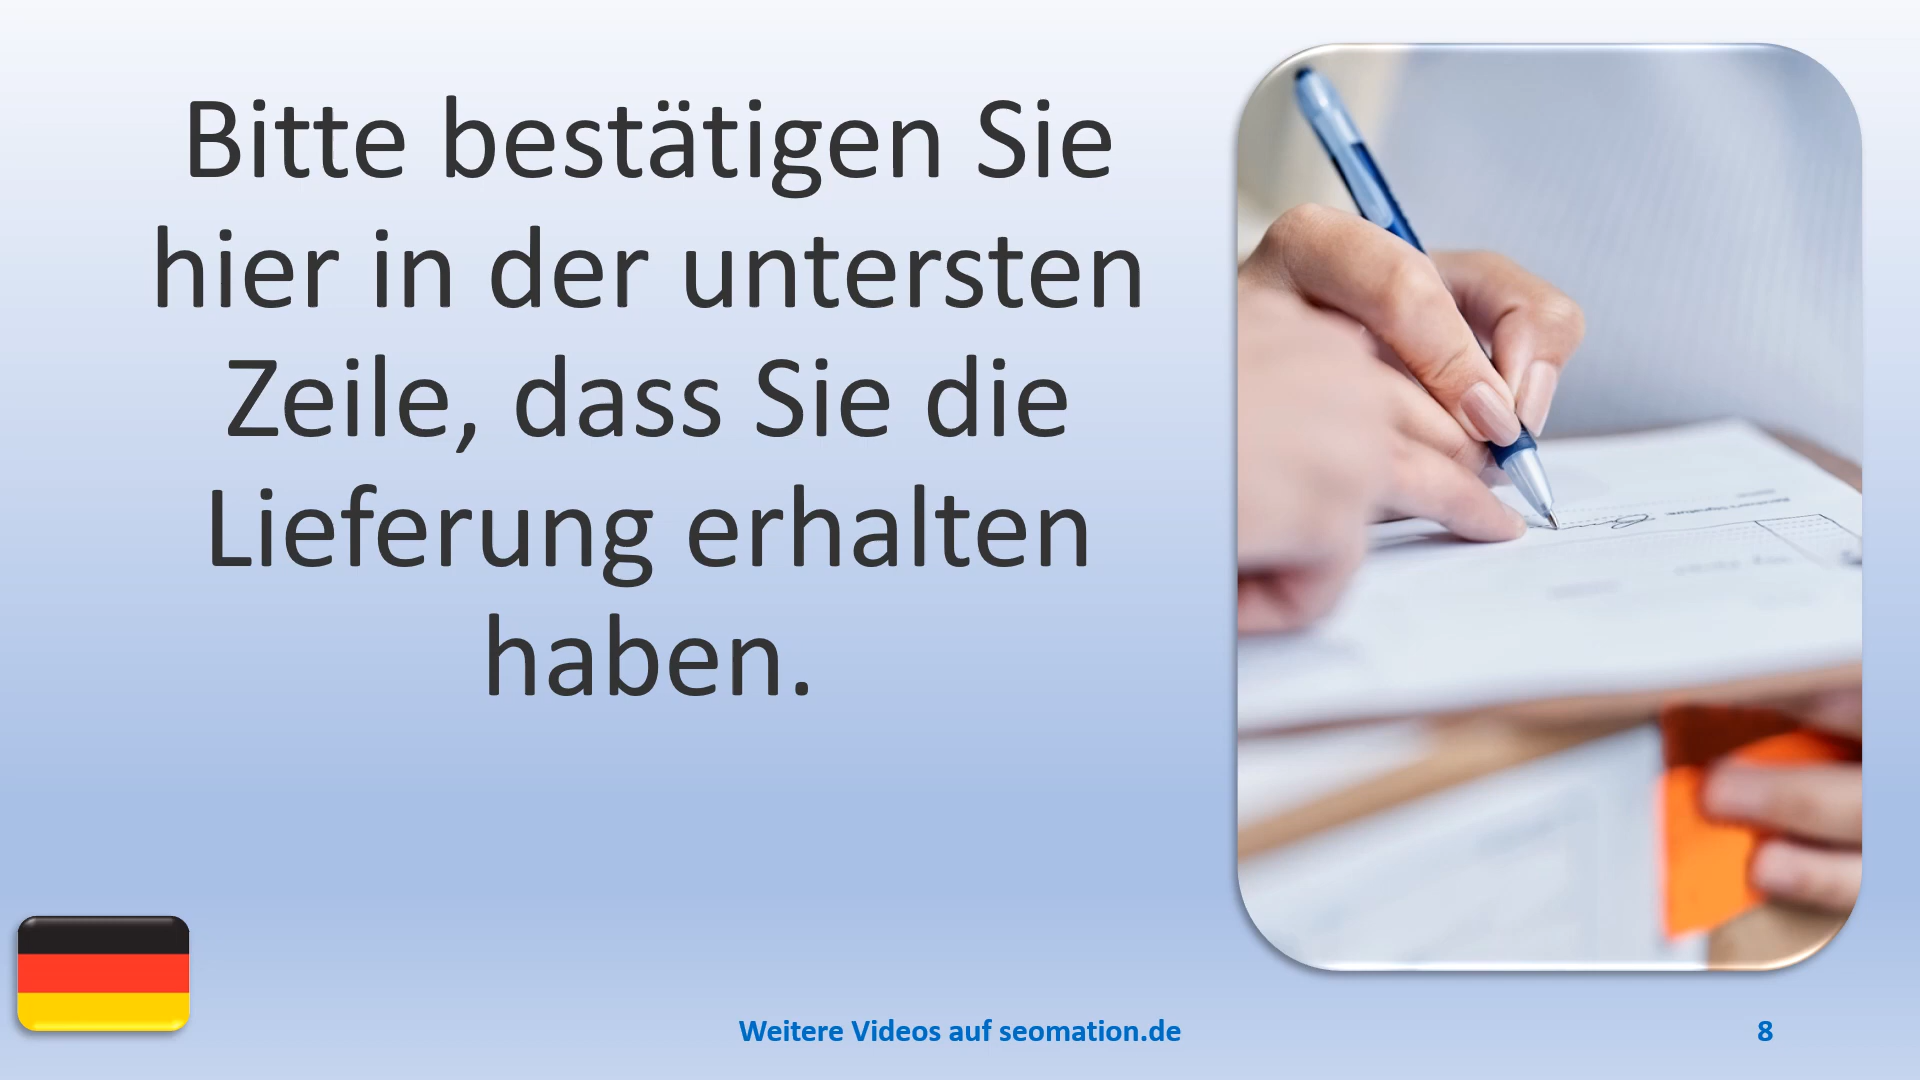 Bitte bestätigen Sie
hier in der untersten
Zeile, dass Sie die
Lieferung erhalten
haben.
Weitere Videos auf seomation.de
8